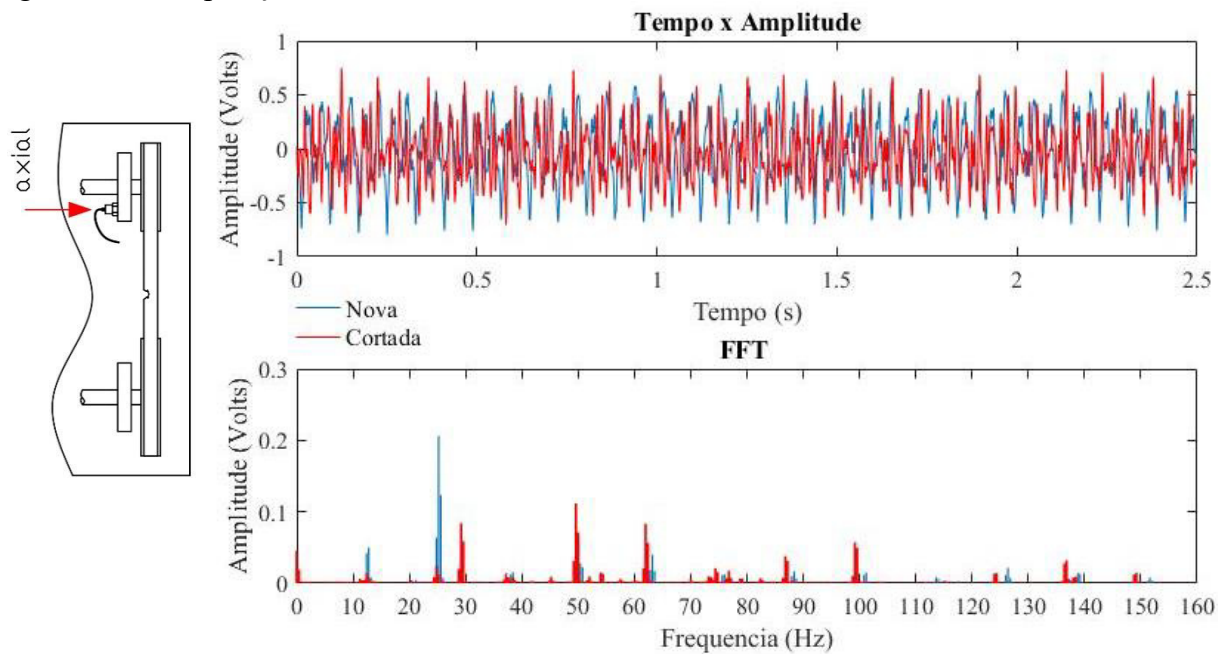 Tempo x Amplitude
axial
Amplitude (Volts)
1
0.5
0
-0.5
-1
0 0.5 1 1.5 2 2.5
Tempo (s)
Nova
Cortada
FFT
Amplitude (Volts)
0.3
0.2
0.1
0
0 10 20 30 40 50 60 70 80 90 100 110 120 130 140 150 160
Frequencia (Hz)